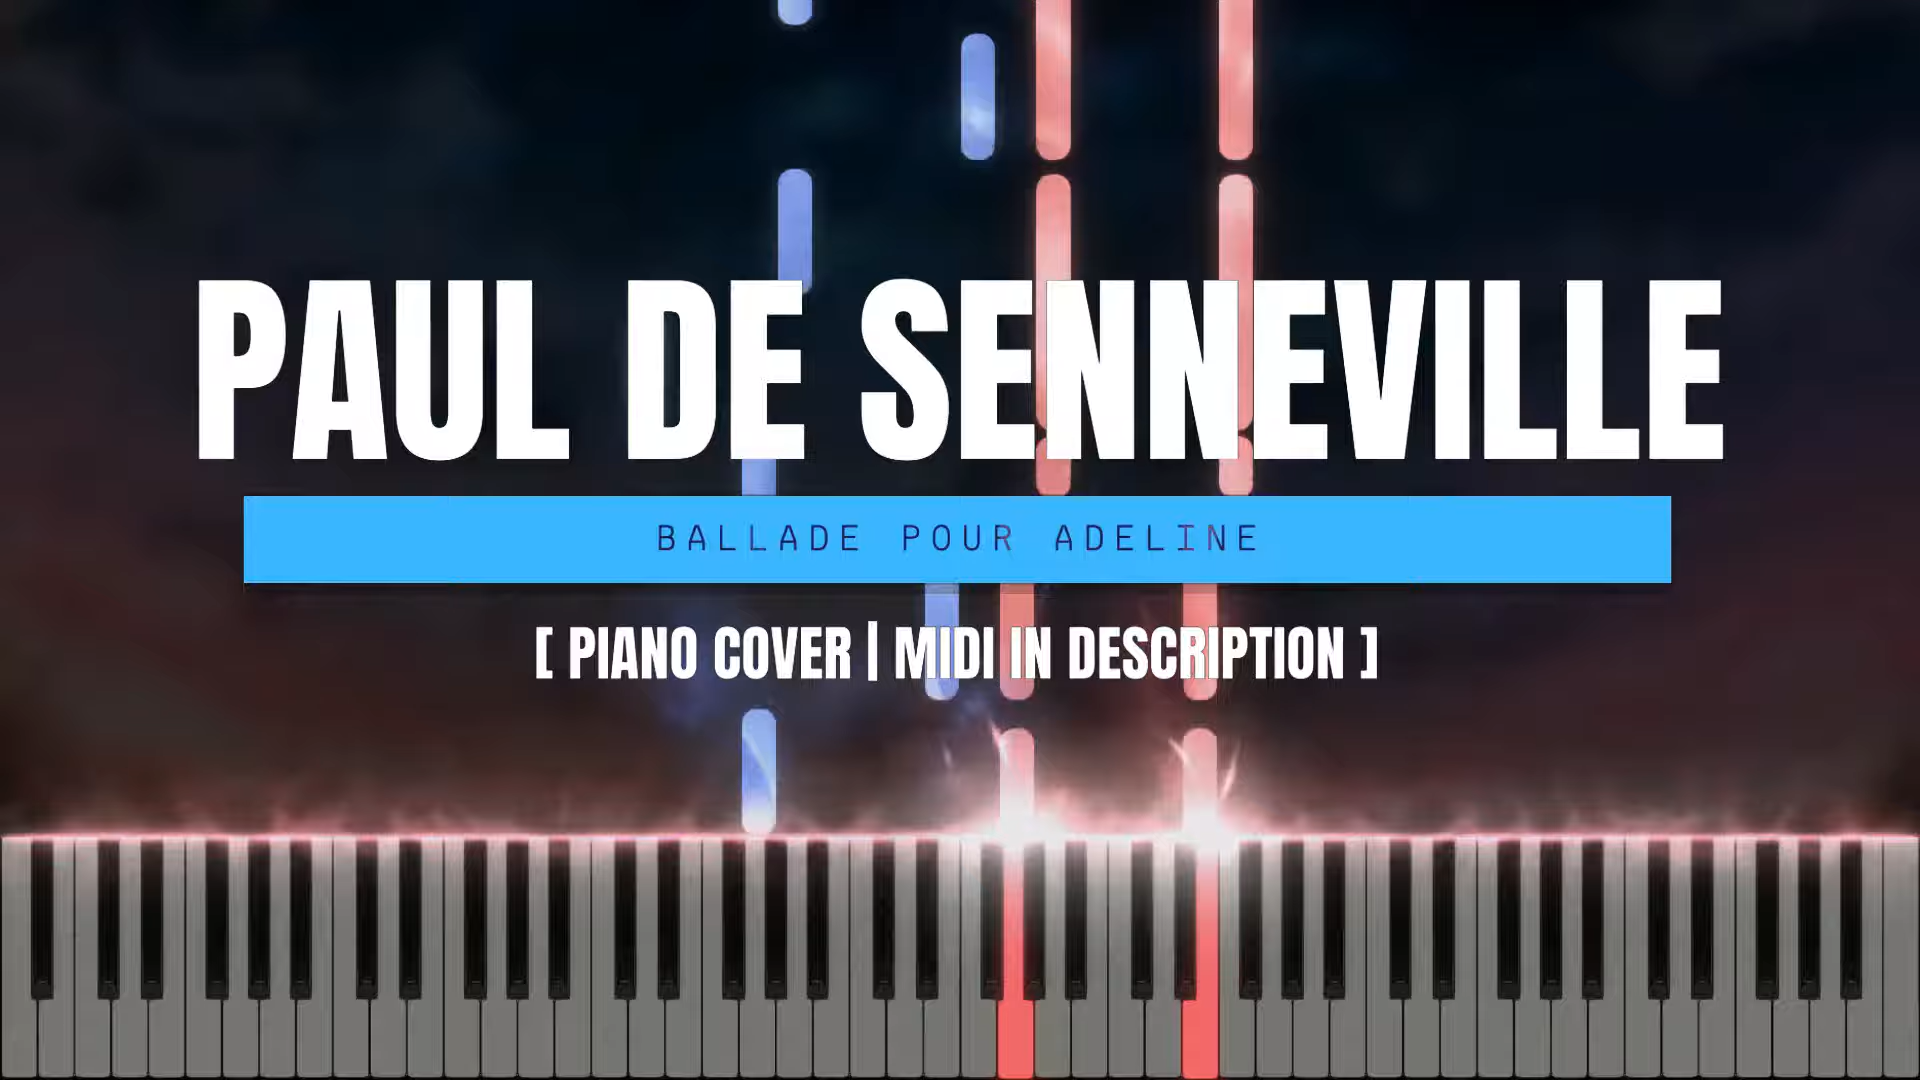 PAUL DE SENNEVILLE
BALLADE POUR ADELINE
[ PIANO COVER | MIDI IN DESCRIPTION ]